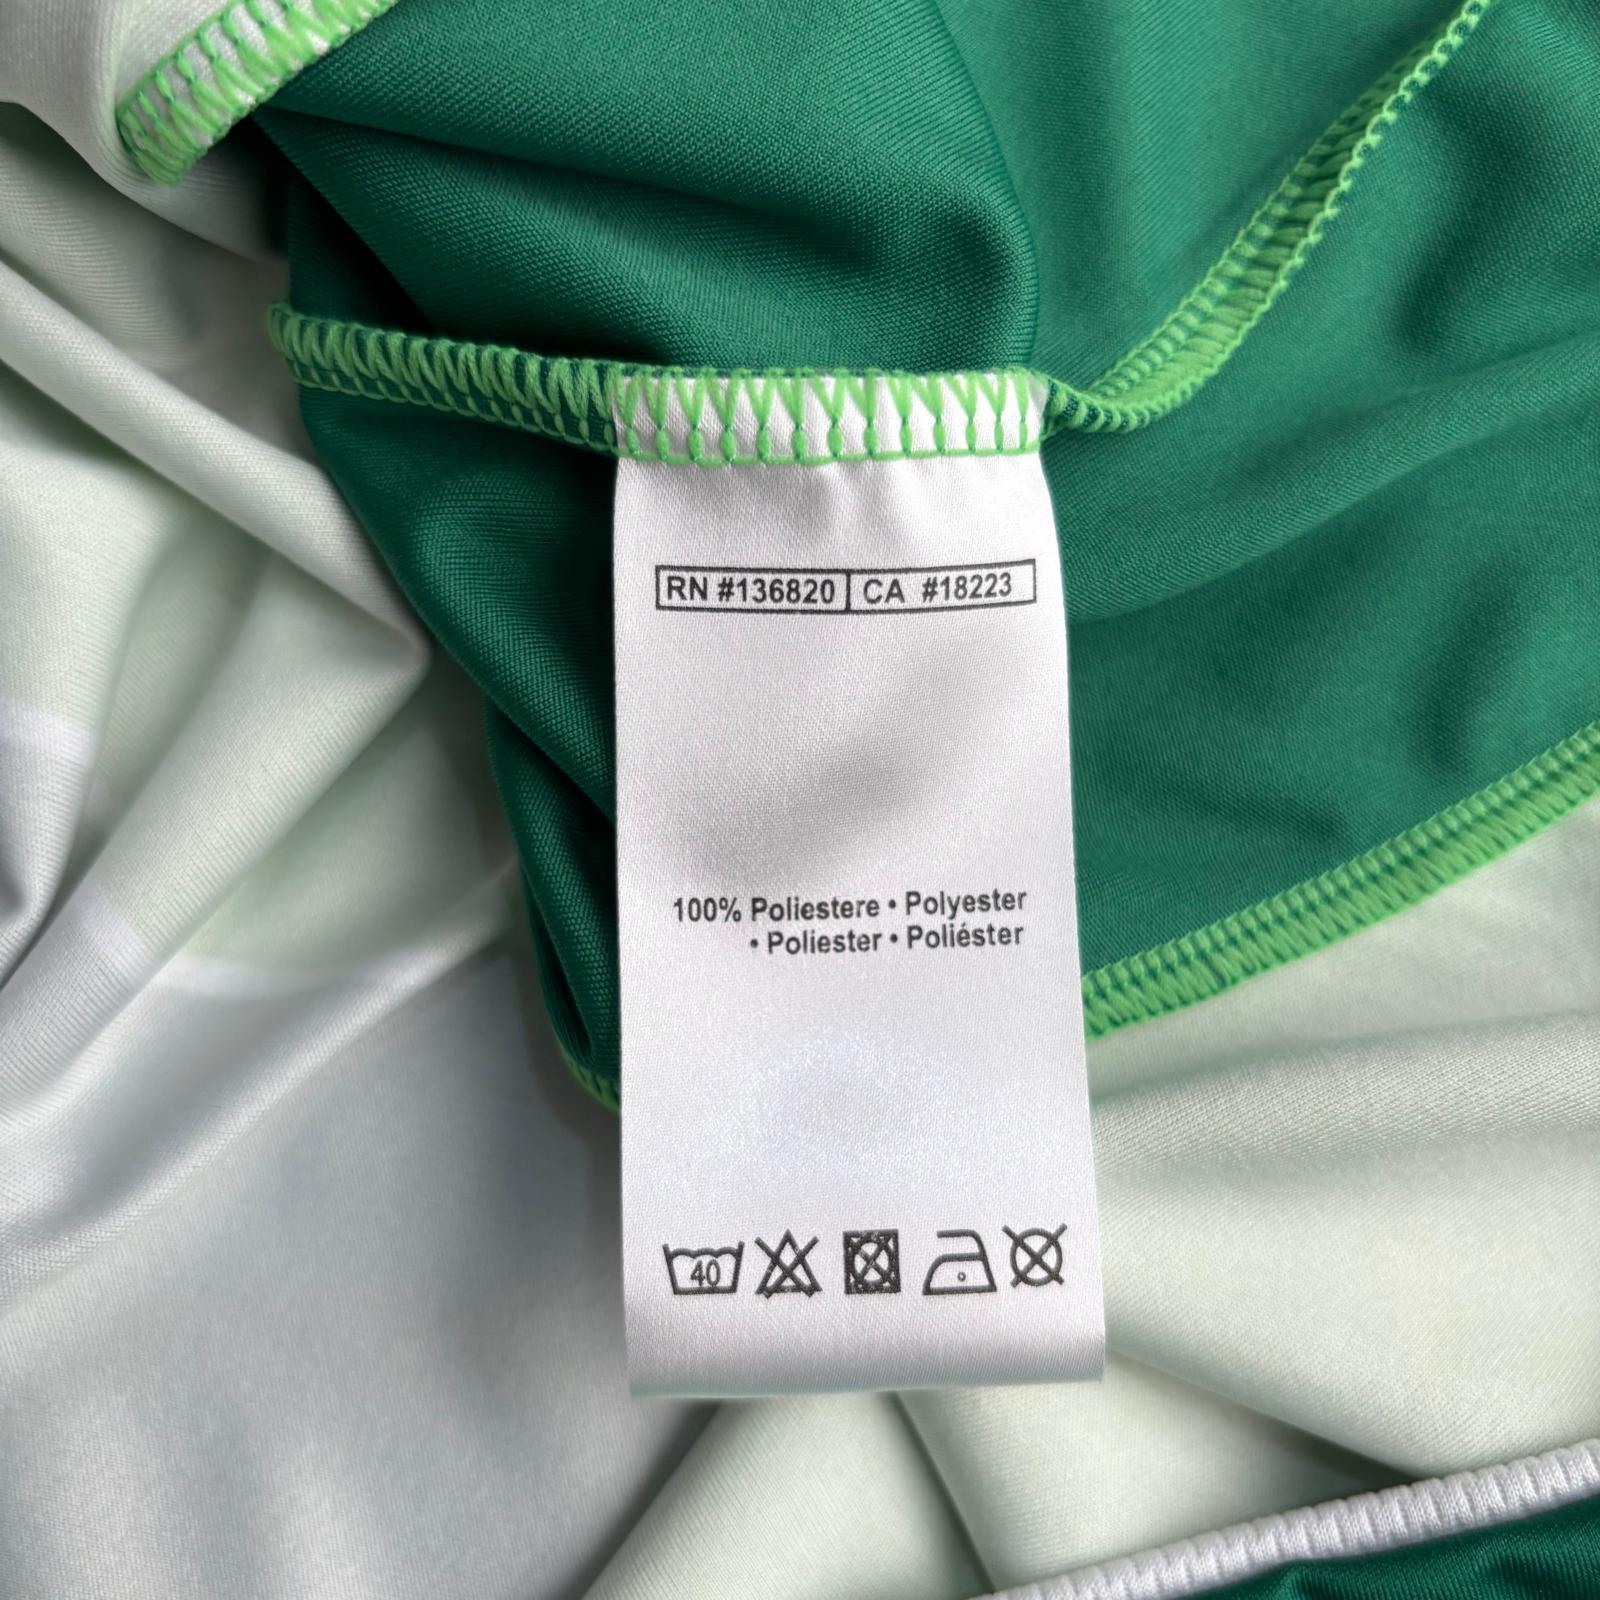 RN #136820 CA #18223
100% Poliestere • Polyester
• Poliester • Poliéster
40